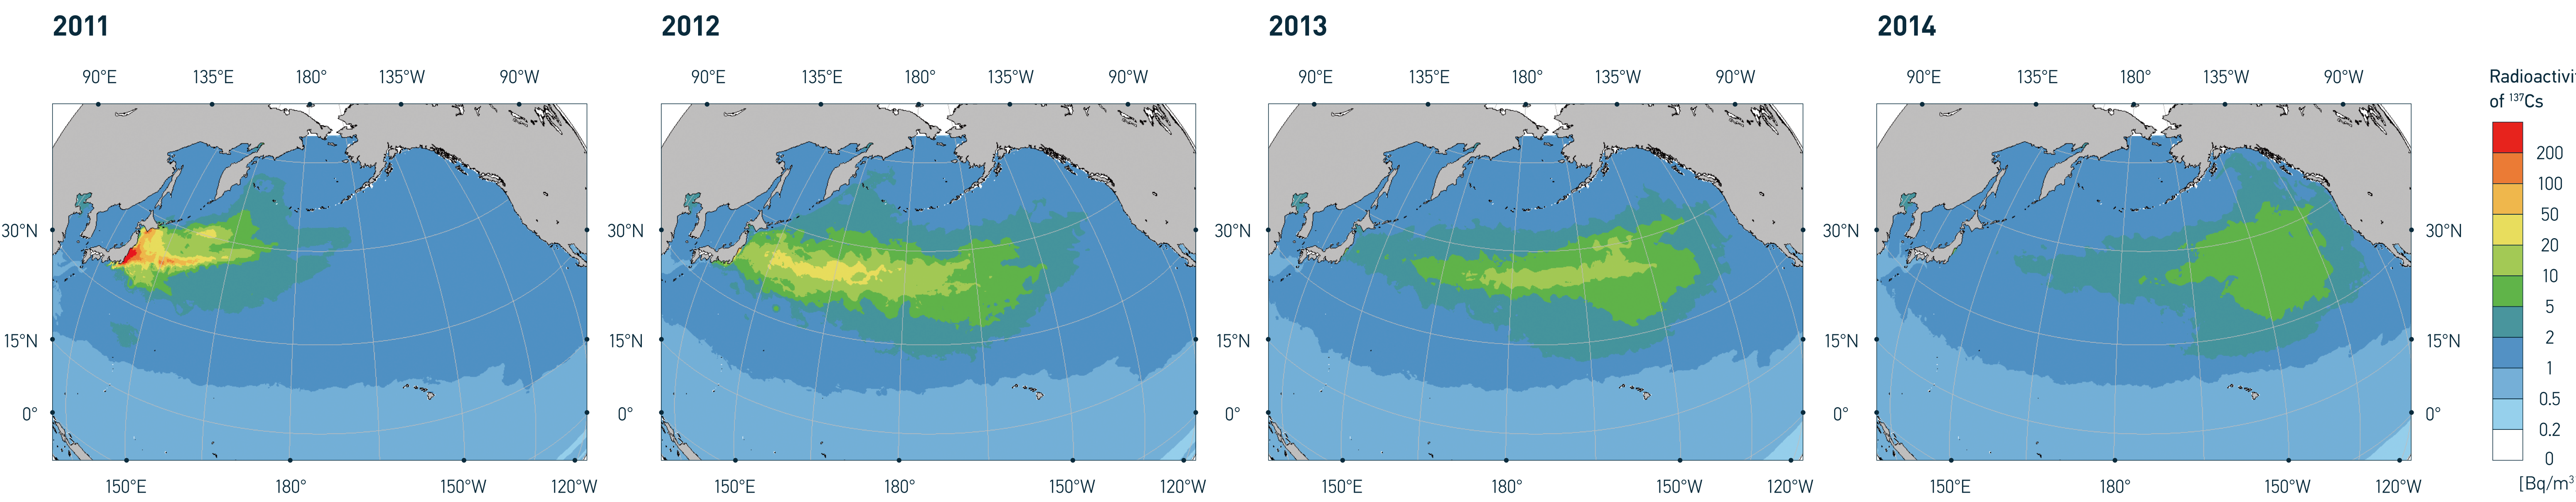 2011 2012 2013 2014
90°E 135°E 180° 135°W 90°W 90°E 135°E 180° 135°W 90°W 90°E 135°E 180° 135°W 90°W 90°E 135°E 180° 135°W 90°W
Radioactivi
of ¹³⁷Cs
200
100
50
20
10
5
2
1
0.5
0.2
0
[Bq/m³
30°N 30°N 30°N 30°N 30°N
15°N 15°N 15°N 15°N 15°N
0° 0° 0° 0° 0°
150°E 180° 150°W 120°W 150°E 180° 150°W 120°W 150°E 180° 150°W 120°W 150°E 180° 150°W 120°W